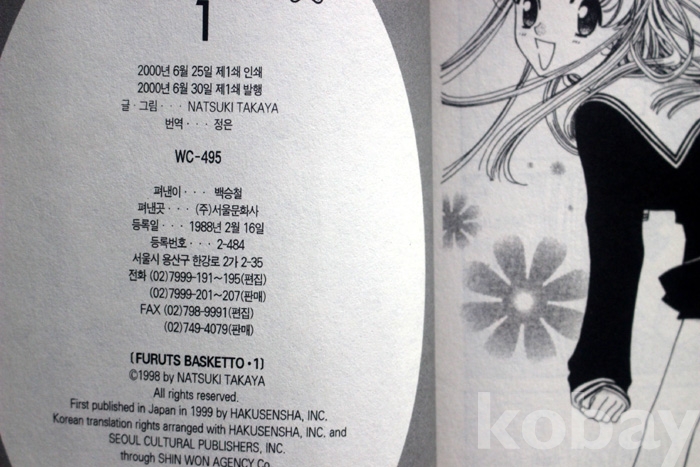 1
2000년 6월 25일 제1쇄 인쇄
2000년 6월 30일 제1쇄 발행
글·그림··· NATSUKI TAKAYA
번역··· 정은
WC-495
펴낸이··· 백승철
펴낸곳··· (주)서울문화사
등록일··· 1988년 2월 16일
등록번호··· 2-484
서울시 용산구 한강로 2가 2-35
전화 (02)7999-191~195(편집)
(02)7999-201~207(판매)
FAX (02)798-9991(편집)
(02)749-4079(판매)
(FURUTS BASKETTO·1)
©1998 by NATSUKI TAKAYA
All rights reserved.
First published in Japan in 1999 by HAKUSENSHA, INC.
Korean translation rights arranged with HAKUSENSHA, INC. and
SEOUL CULTURAL PUBLISHERS, INC.
through SHIN WON AGENCY Co.
kobay